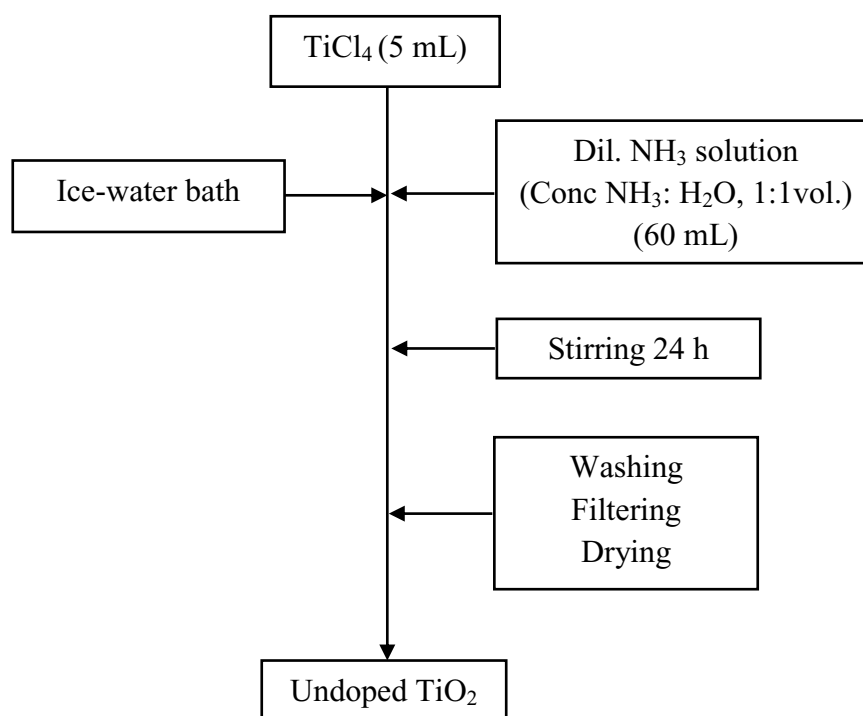 TiCl₄ (5 mL)
Ice-water bath
Dil. NH₃ solution
(Conc NH₃: H₂O, 1:1vol.)
(60 mL)
Stirring 24 h
Washing
Filtering
Drying
Undoped TiO₂